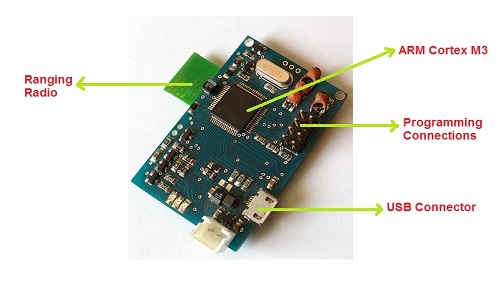 ARM Cortex M3
Ranging
Radio
Programming
Connections
USB Connector